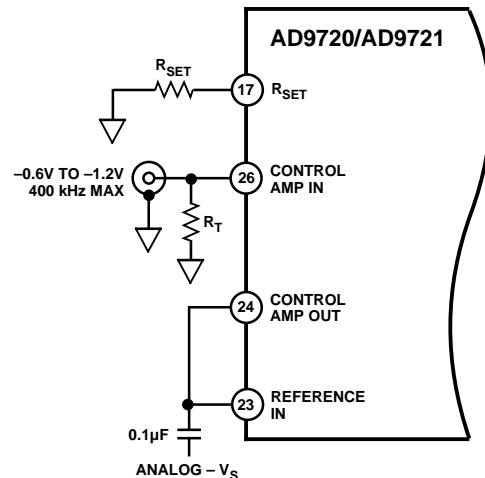 AD9720/AD9721
RSET
17
RSET
–0.6V TO –1.2V
400 kHz MAX
26
CONTROL
AMP IN
RT
24
CONTROL
AMP OUT
23
REFERENCE
IN
0.1µF
ANALOG – VS